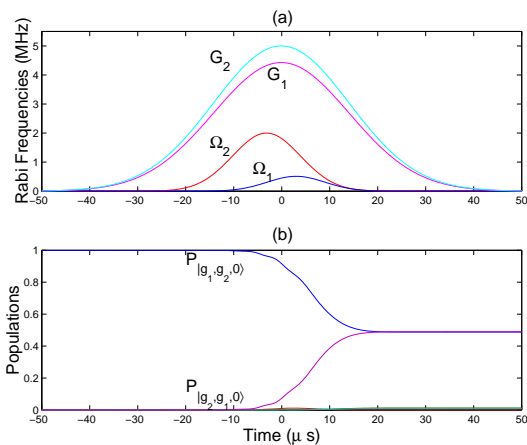 (a)
Rabi Frequencies (MHz)
5
4
3
2
1
0
G₂
G₁
Ω₂
Ω₁
−50 −40 −30 −20 −10 0 10 20 30 40 50
(b)
Populations
1
0.8
0.6
0.4
0.2
0
P|g₁,g₂,0⟩
P|g₂,g₁,0⟩
−50 −40 −30 −20 −10 0 10 20 30 40 50
Time (μ s)